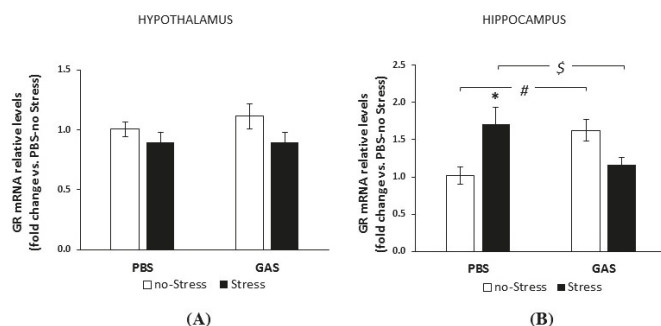 HYPOTHALAMUS
GR mRNA relative levels
(fold change vs. PBS-no Stress)
1.5
1.0
0.5
0.0
PBS
GAS
no-Stress
Stress
(A)
HIPPOCAMPUS
GR mRNA relative levels
(fold change vs. PBS-no Stress)
2.5
2.0
1.5
1.0
0.5
0.0
$
#
*
PBS
GAS
no-Stress
Stress
(B)